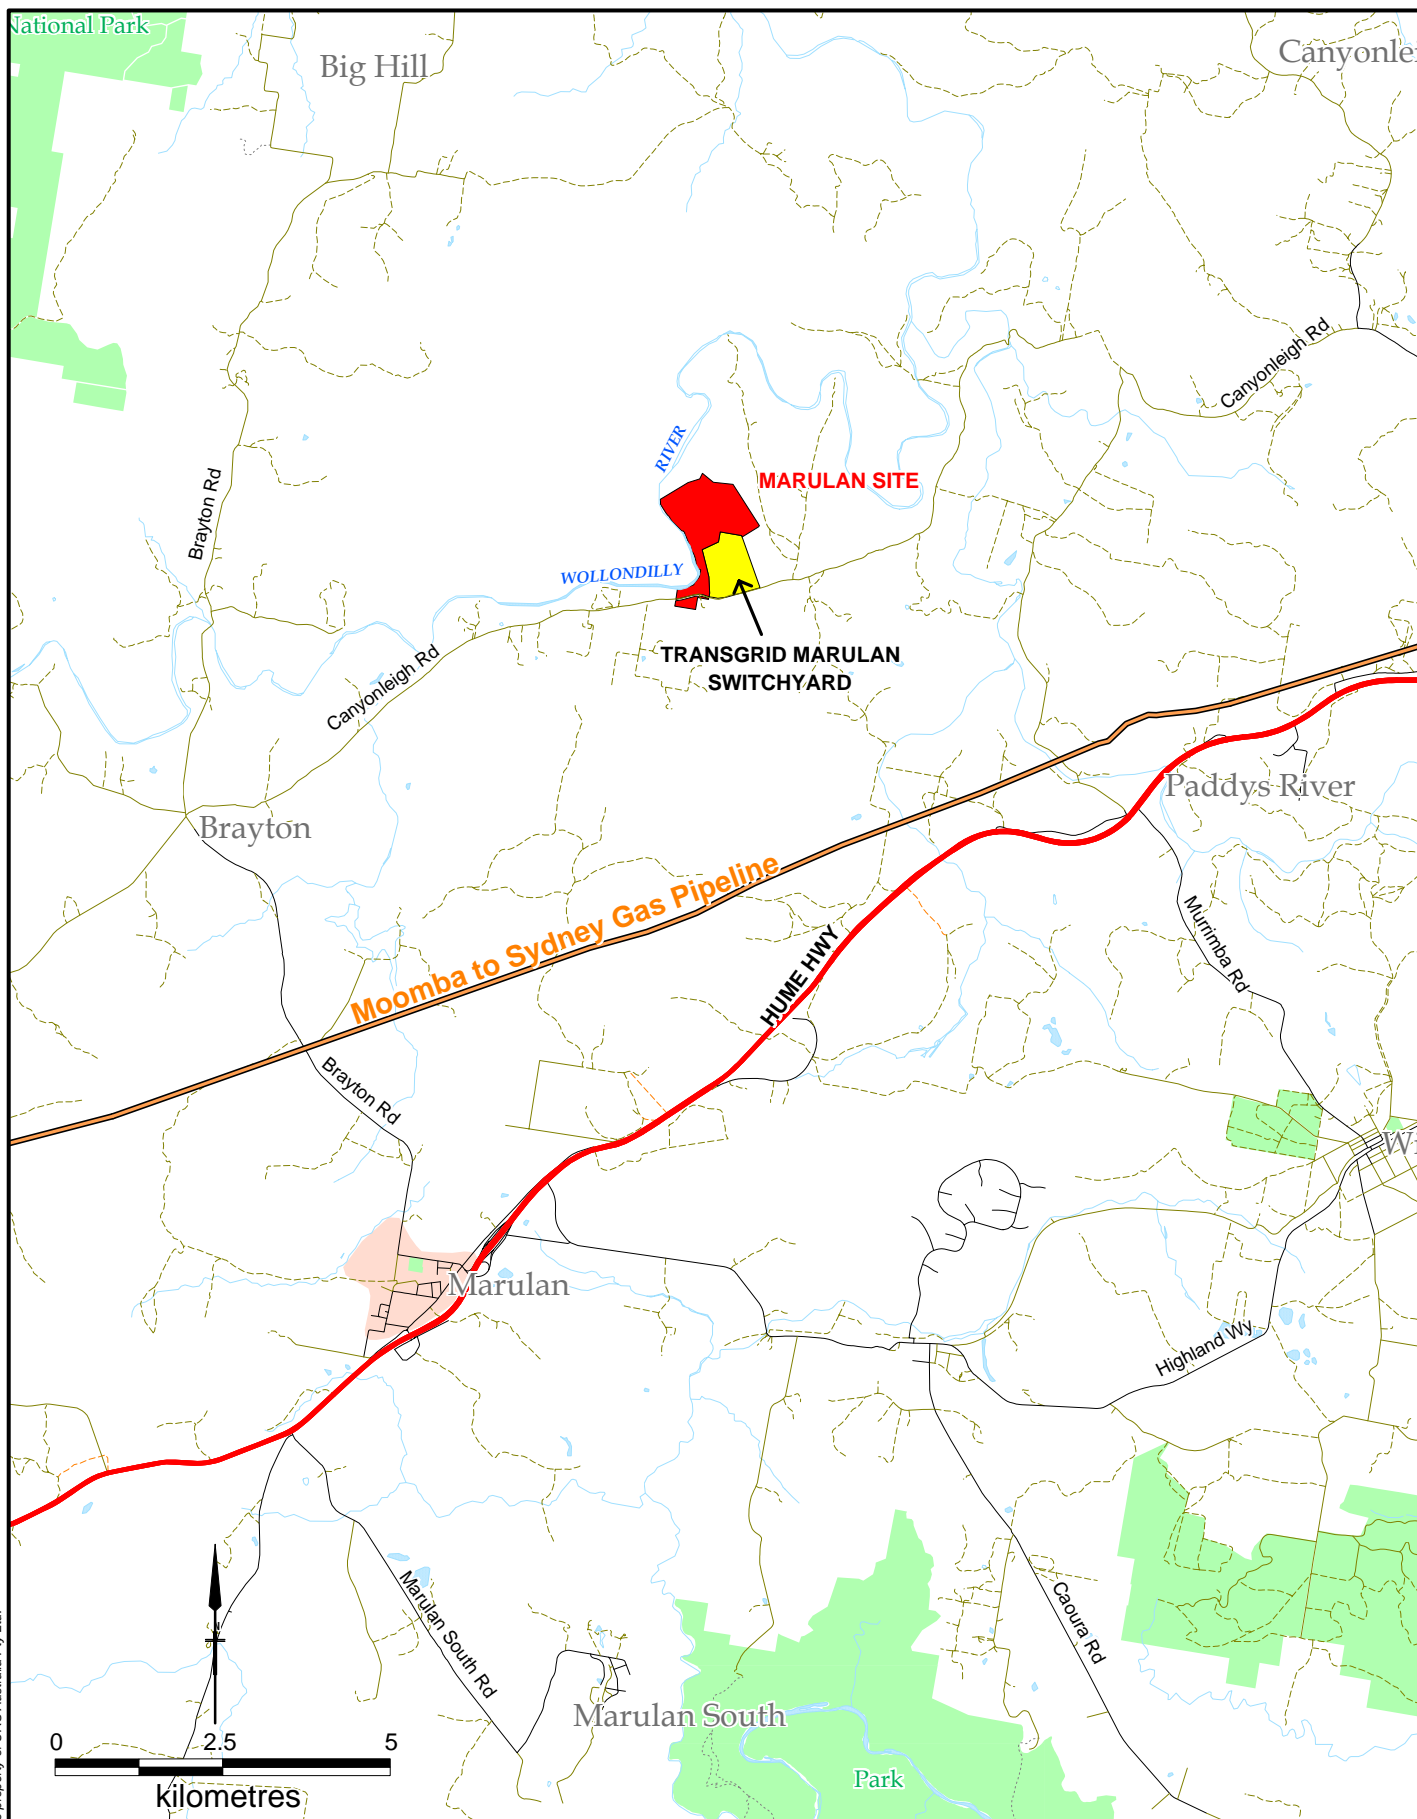 National Park
Big Hill
Canyonlei
Canyonleigh Rd
RIVER
MARULAN SITE
Brayton Rd
WOLLONDILLY
TRANSGRID MARULAN
SWITCHYARD
Canyonleigh Rd
Paddys River
Brayton
Moomba to Sydney Gas Pipeline
Murrimba Rd
HUME HWY
Brayton Rd
Wi
Marulan
Highland Wy
Marulan South Rd
Caoura Rd
Marulan South
Park
0 2.5 5
kilometres